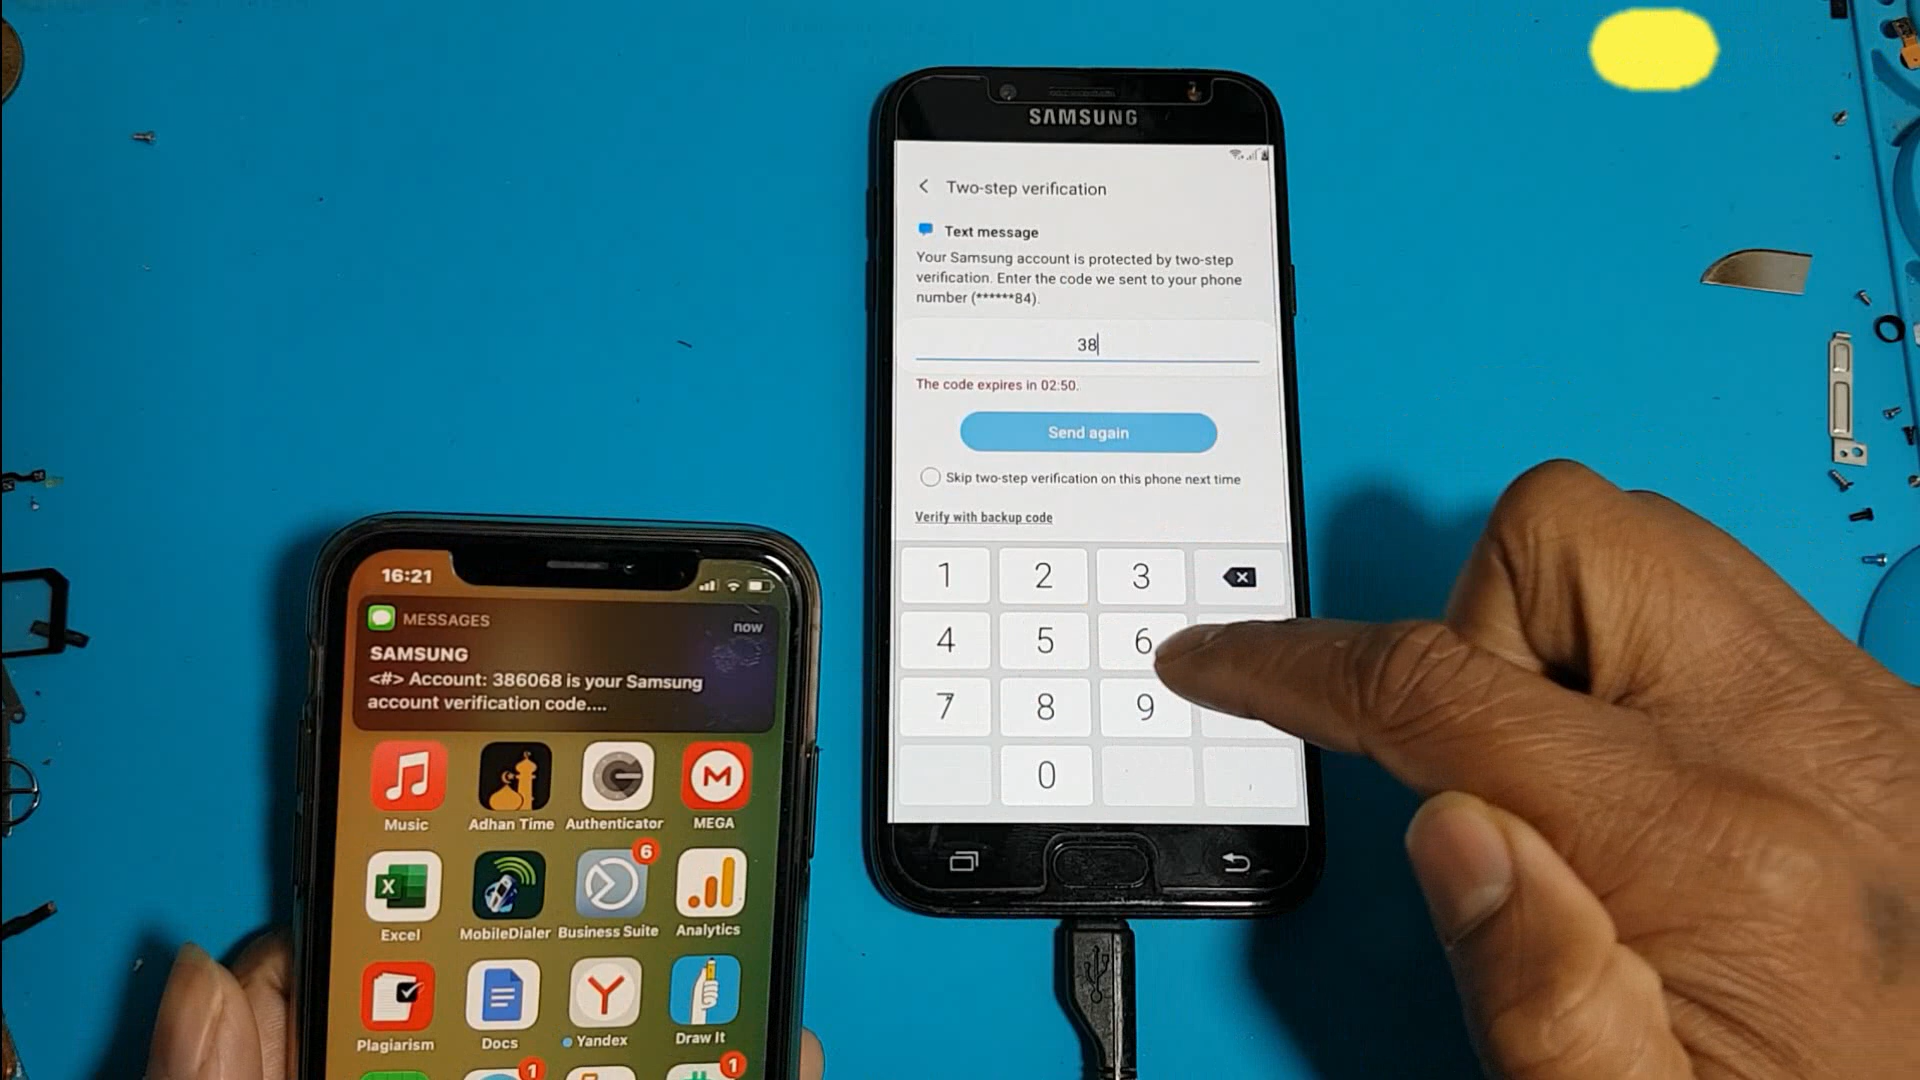 SAMSUNG
Two-step verification
Text message
Your Samsung account is protected by two-step
verification. Enter the code we sent to your phone
number (******84).
38
The code expires in 02:50.
Send again
Skip two-step verification on this phone next time
Verify with backup code
1 2 3
4 5 6
7 8 9
0
,
16:21
MESSAGES
now
SAMSUNG
<#> Account: 386068 is your Samsung
account verification code....
Music Adhan Time Authenticator MEGA
6
Excel MobileDialer Business Suite Analytics
Plagiarism Docs Yandex Draw It
1 1